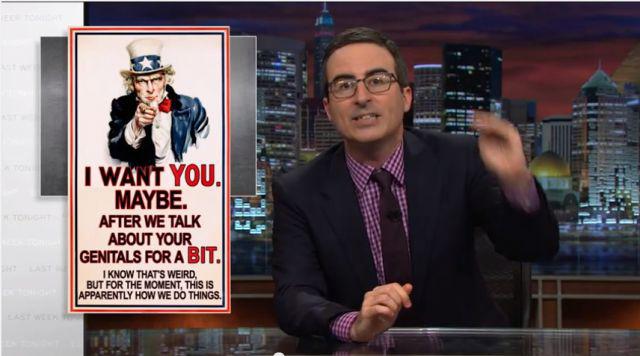 I WANT YOU.
MAYBE.
AFTER WE TALK
ABOUT YOUR
GENITALS FOR A BIT.
I KNOW THAT'S WEIRD,
BUT FOR THE MOMENT, THIS IS
APPARENTLY HOW WE DO THINGS.